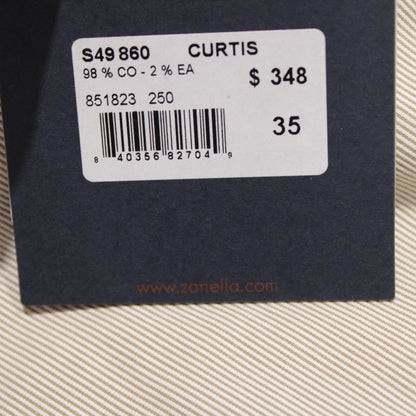 S49 860 CURTIS
98 % CO - 2 % EA
$ 348
851823 250
35
8 40356 82704 9
www.zanella.com